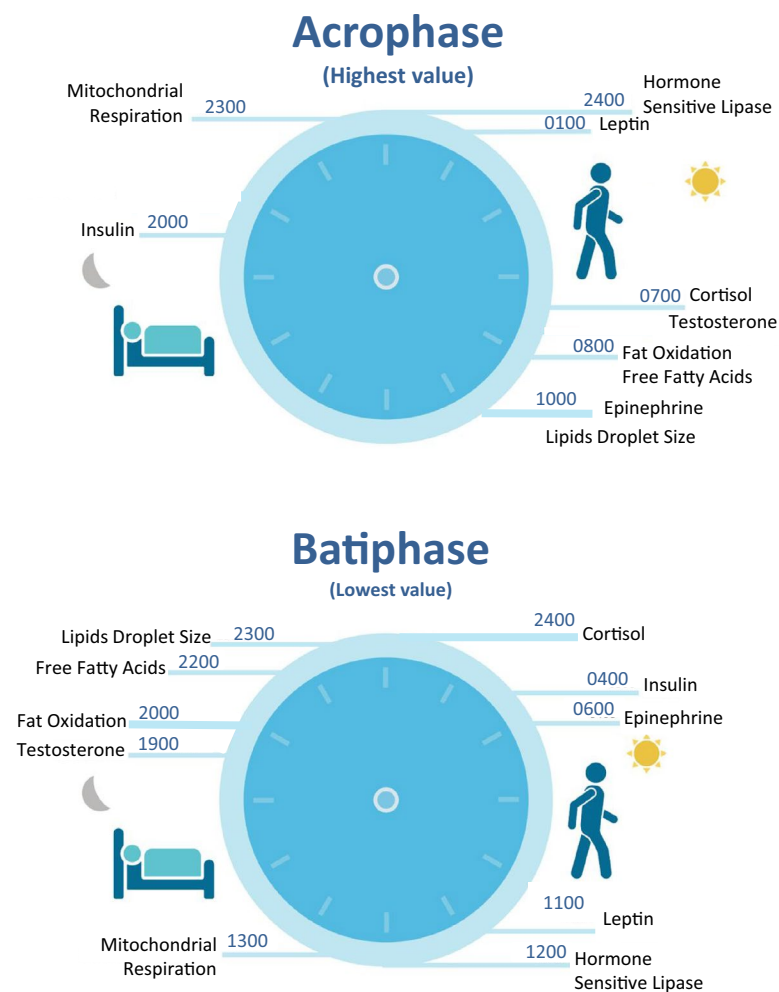 Acrophase
(Highest value)
Mitochondrial
Respiration
2300
2400
Hormone
Sensitive Lipase
0100
Leptin
Insulin
2000
0700
Cortisol
Testosterone
0800
Fat Oxidation
Free Fatty Acids
1000
Epinephrine
Lipids Droplet Size
Batiphase
(Lowest value)
Lipids Droplet Size
2300
2400
Cortisol
Free Fatty Acids
2200
0400
Insulin
Fat Oxidation
2000
0600
Epinephrine
Testosterone
1900
1100
Leptin
Mitochondrial
Respiration
1300
1200
Hormone
Sensitive Lipase